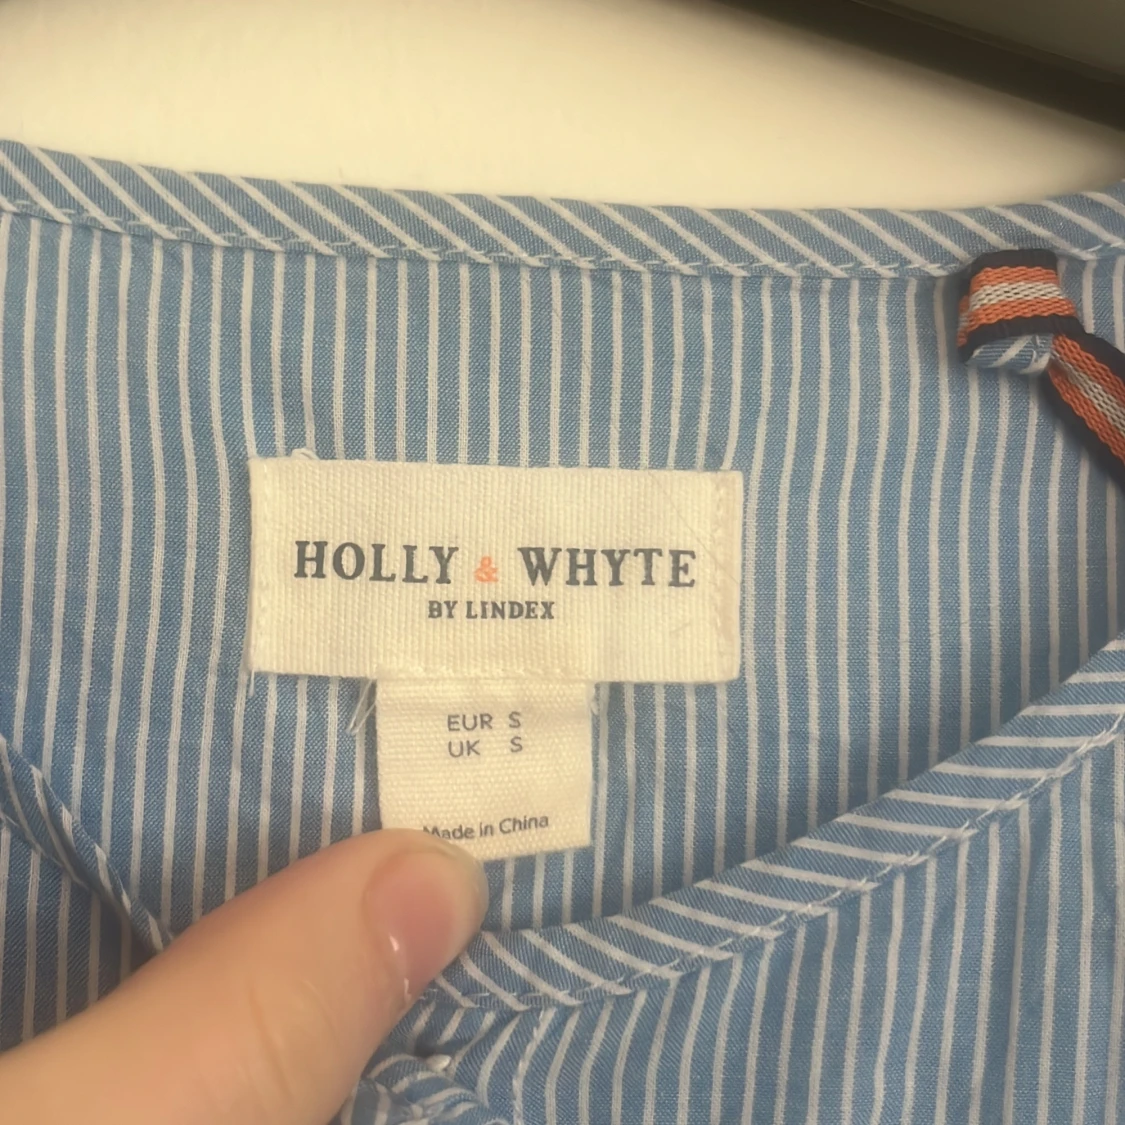 HOLLY & WHYTE
BY LINDEX
EUR S
UK S
Made in China